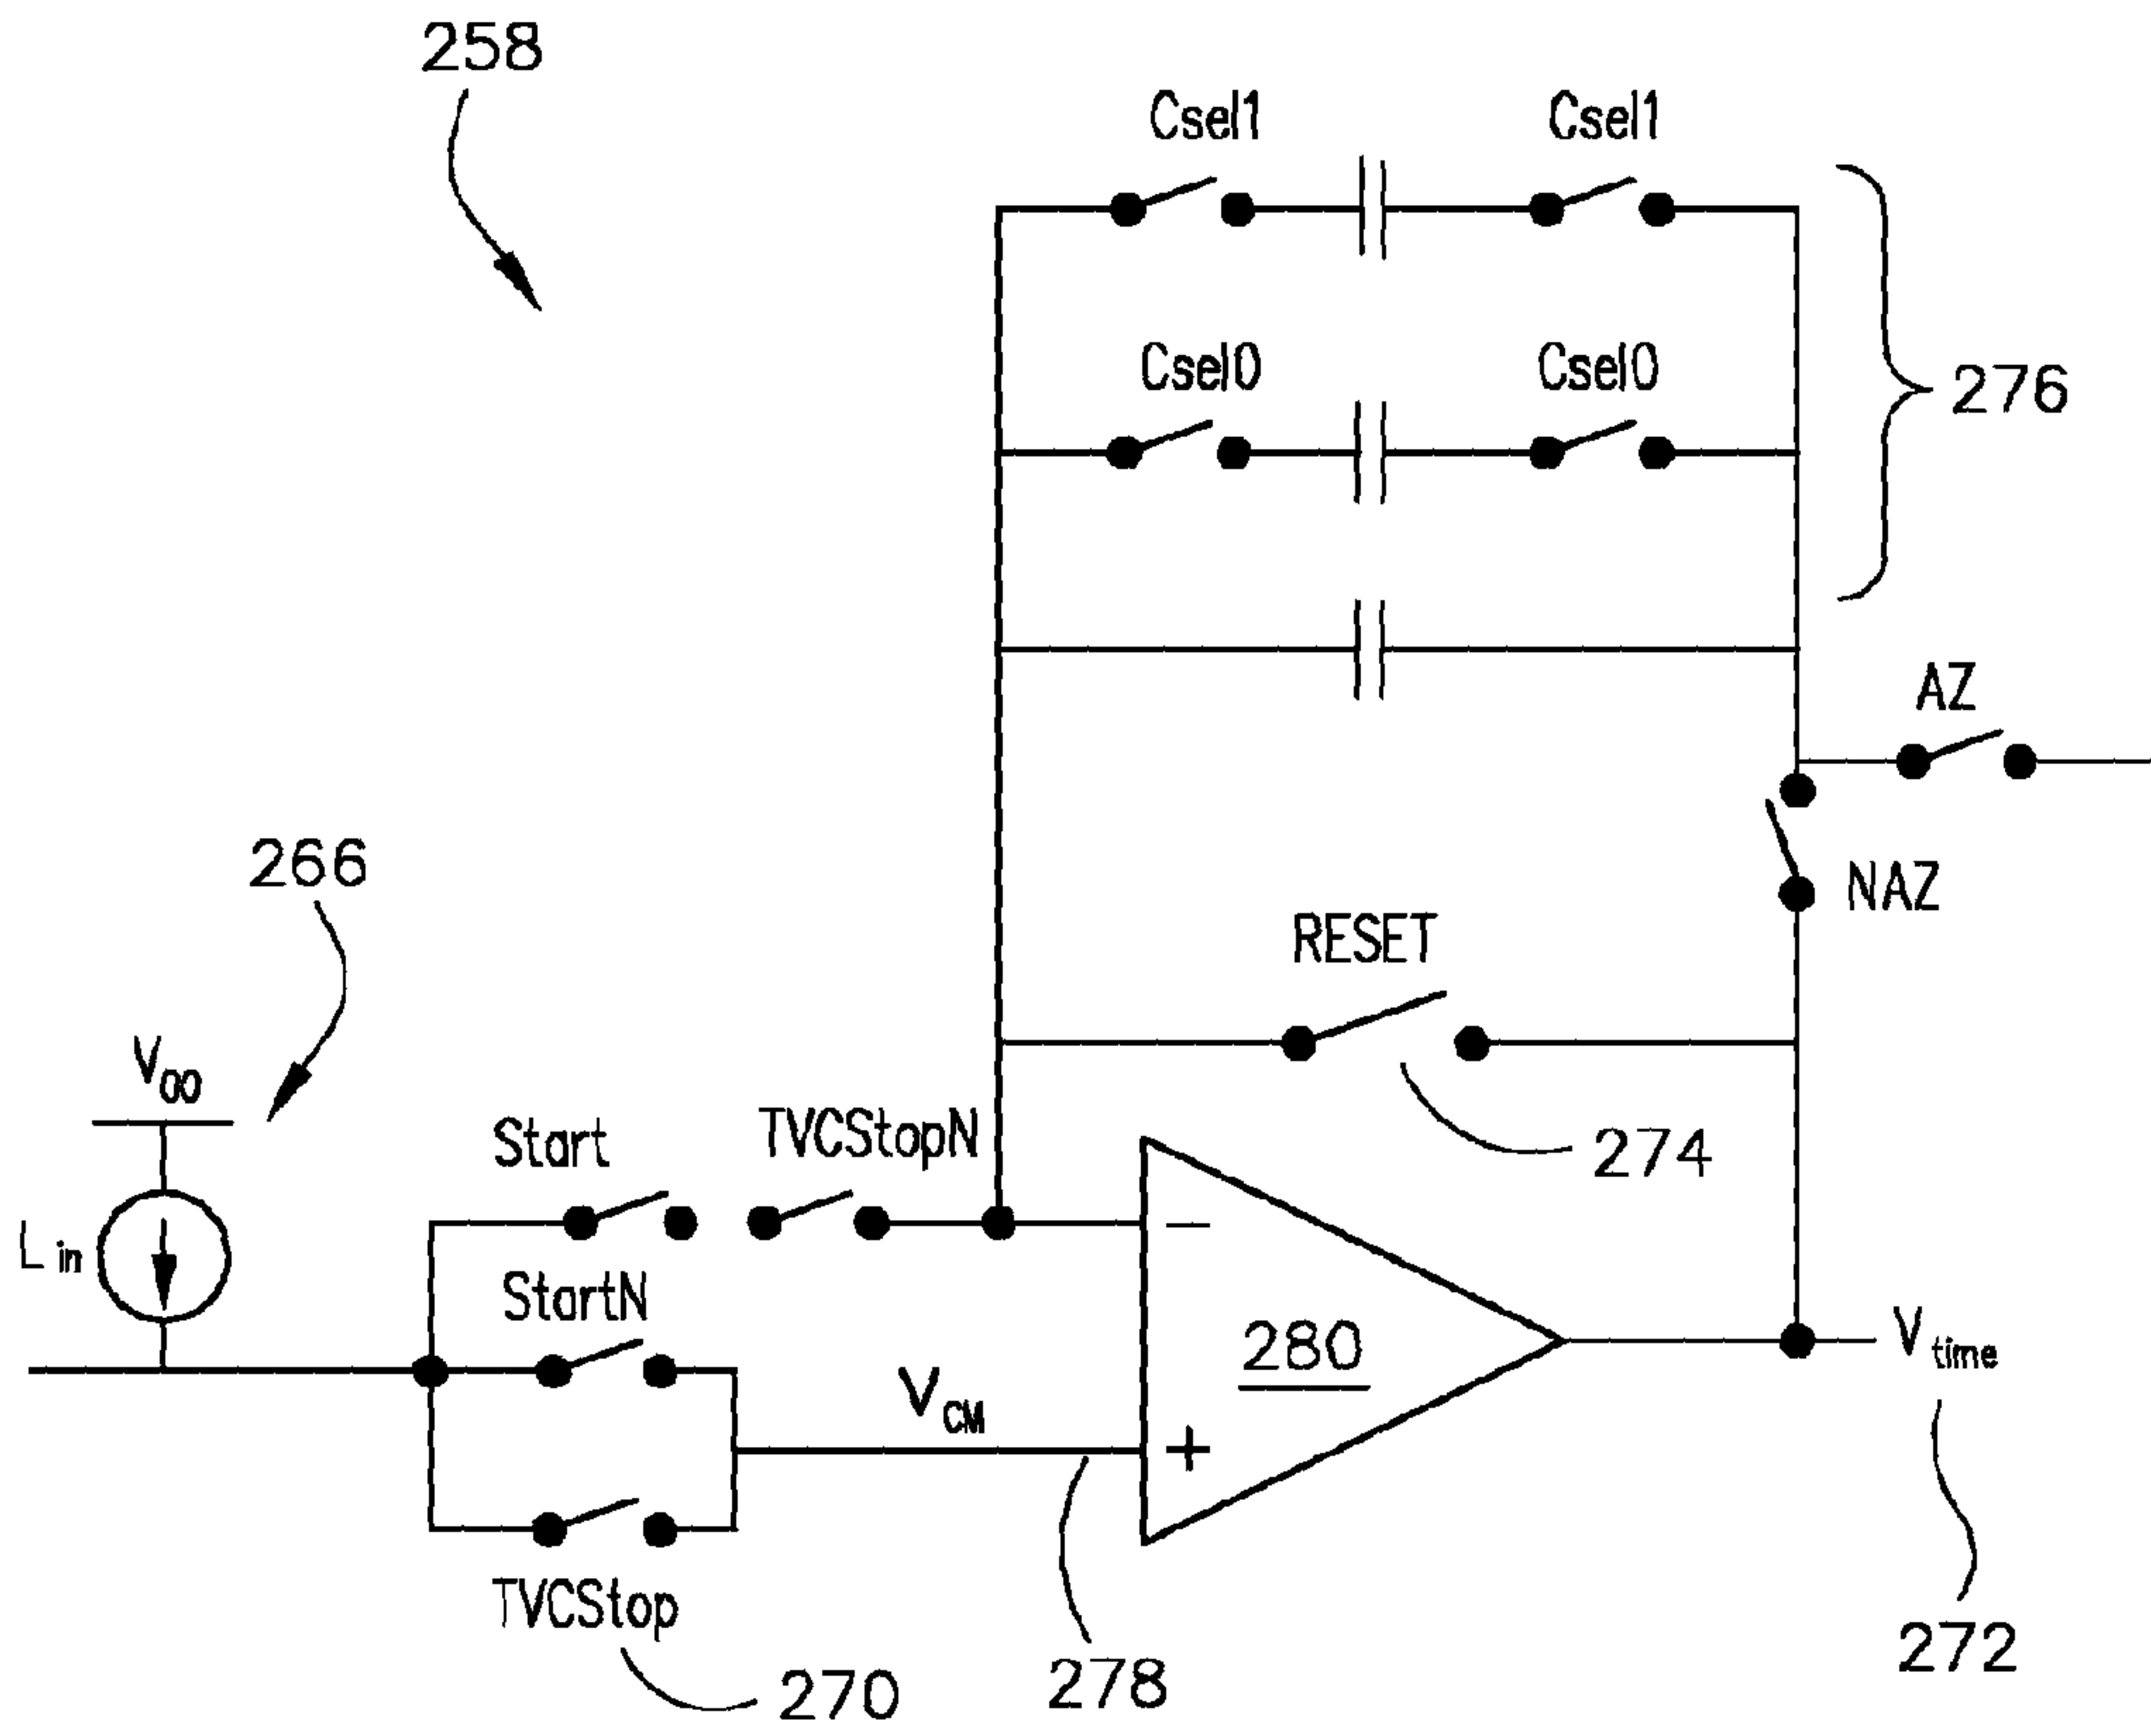 258
Csel1 Csel1
Csel0 Csel0
276
AZ
NAZ
266
RESET
V00
Start TVCStopN
274
Lin
StartN
280
Vtime
VCM
−
+
TVCStop
270
278
272